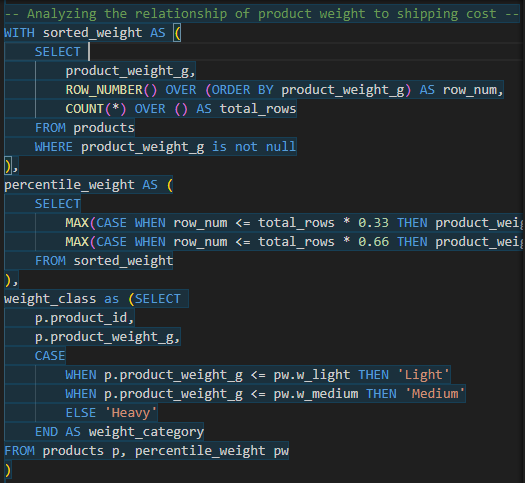 -- Analyzing the relationship of product weight to shipping cost --
WITH sorted_weight AS (
    SELECT
        product_weight_g,
        ROW_NUMBER() OVER (ORDER BY product_weight_g) AS row_num,
        COUNT(*) OVER () AS total_rows
    FROM products
    WHERE product_weight_g is not null
),
percentile_weight AS (
    SELECT
        MAX(CASE WHEN row_num <= total_rows * 0.33 THEN product_wei
        MAX(CASE WHEN row_num <= total_rows * 0.66 THEN product_wei
    FROM sorted_weight
),
weight_class as (SELECT
    p.product_id,
    p.product_weight_g,
    CASE
        WHEN p.product_weight_g <= pw.w_light THEN 'Light'
        WHEN p.product_weight_g <= pw.w_medium THEN 'Medium'
        ELSE 'Heavy'
    END AS weight_category
FROM products p, percentile_weight pw
)